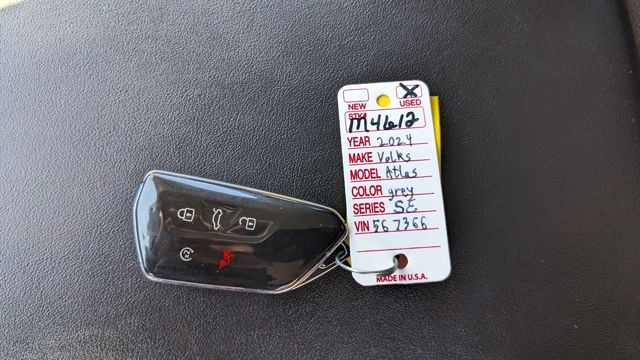 NEW USED
STK# M4612
YEAR 2024
MAKE Volks
MODEL Atlas
COLOR grey
SERIES SE
VIN 567366
MADE IN U.S.A.